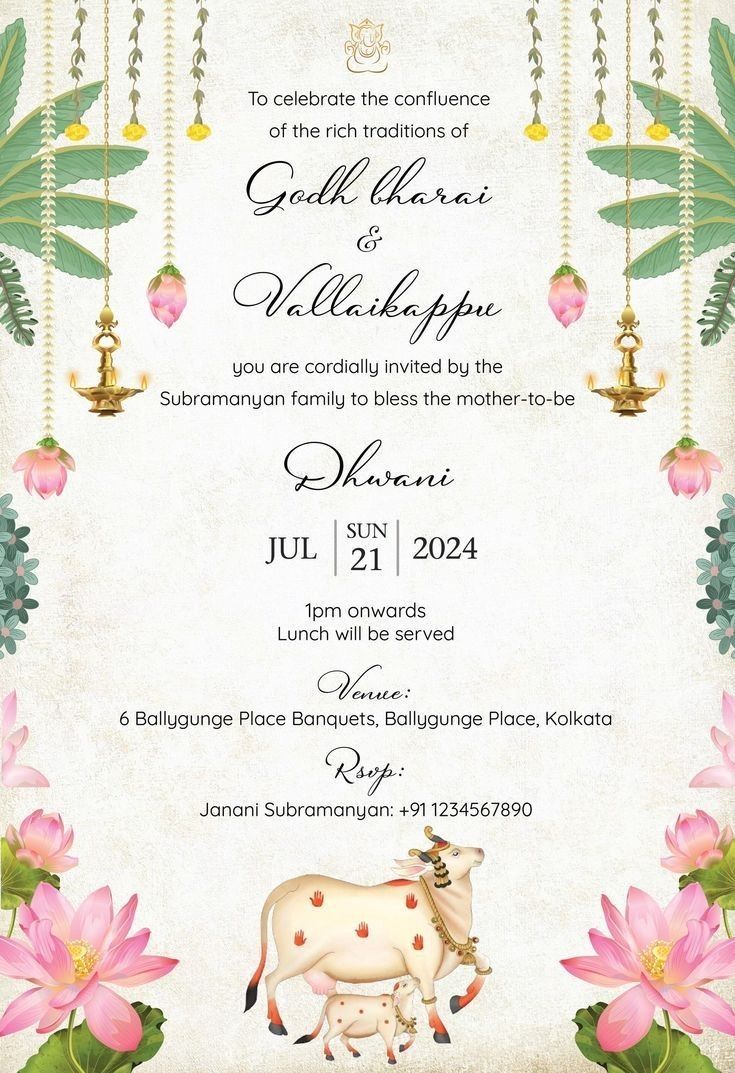 To celebrate the confluence
of the rich traditions of
Godh bharai
&
Vallaikappu
you are cordially invited by the
Subramanyan family to bless the mother-to-be
Dhwani
JUL | SUN 21 | 2024
1pm onwards
Lunch will be served
Venue:
6 Ballygunge Place Banquets, Ballygunge Place, Kolkata
Rsvp:
Janani Subramanyan: +91 1234567890